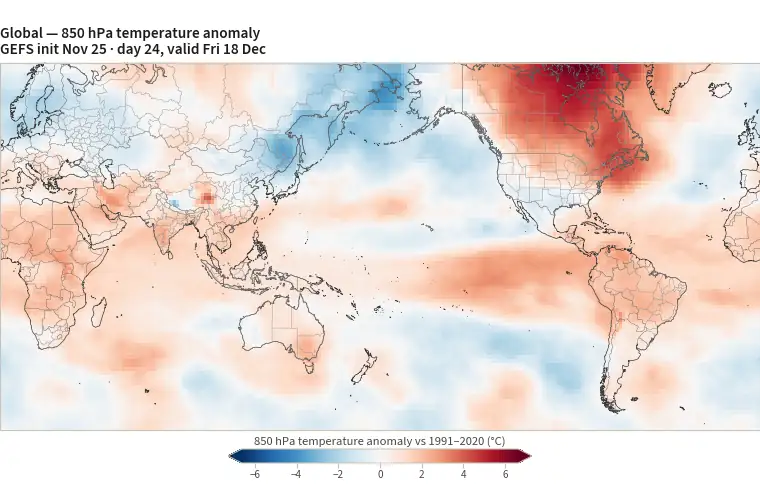 Global — 850 hPa temperature anomaly
GEFS init Nov 25 · day 24, valid Fri 18 Dec
850 hPa temperature anomaly vs 1991–2020 (°C)
−6 −4 −2 0 2 4 6